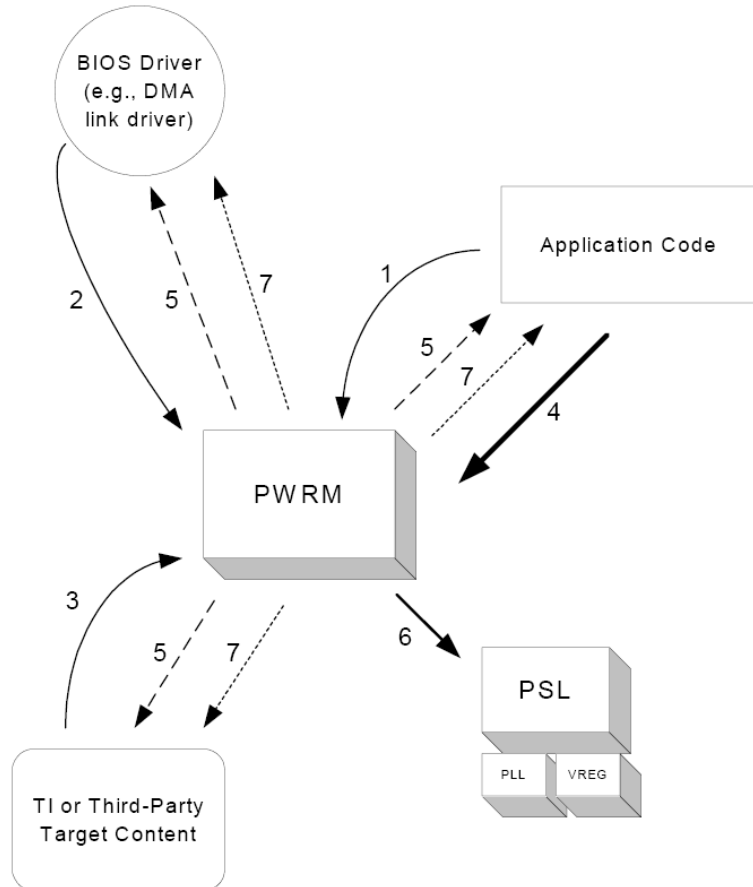 BIOS Driver
(e.g., DMA
link driver)
Application Code
1
2
5
7
5
7
4
PWRM
3
5
7
6
PSL
PLL
VREG
TI or Third-Party
Target Content